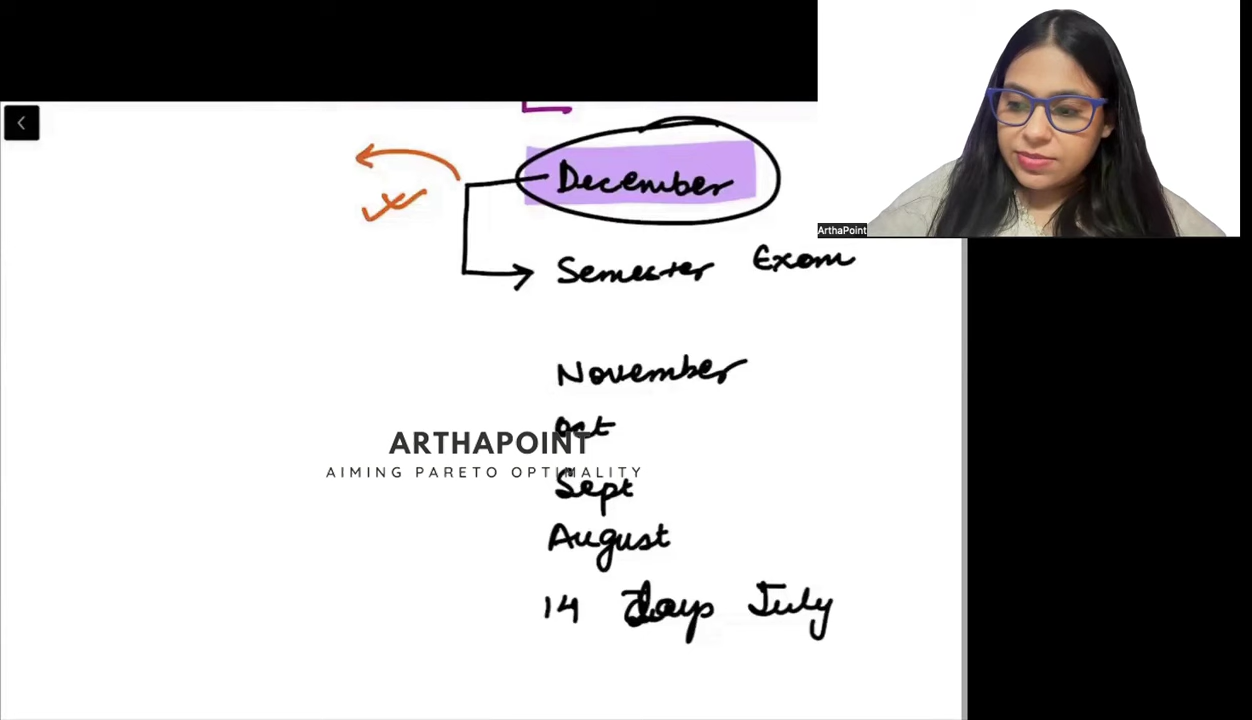 December
Semester Exam
November
Oct
ARTHAPOINT
AIMING PARETO OPTIMALITY
Sept
August
14 Days July
ArthaPoint